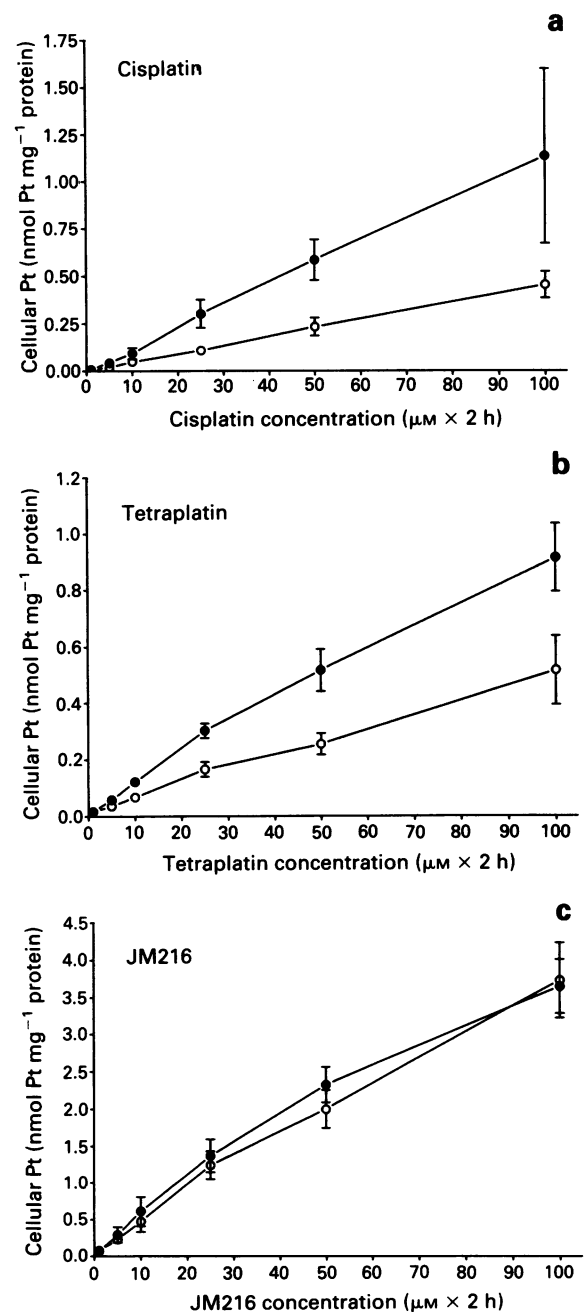 a
1.75
1.50
1.25
1.00
0.75
0.50
0.25
0.00
Cellular Pt (nmol Pt mg⁻¹ protein)
Cisplatin
0 10 20 30 40 50 60 70 80 90 100
Cisplatin concentration (μM × 2 h)
b
1.2
1.0
0.8
0.6
0.4
0.2
0.0
Cellular Pt (nmol Pt mg⁻¹ protein)
Tetraplatin
0 10 20 30 40 50 60 70 80 90 100
Tetraplatin concentration (μM × 2 h)
c
4.5
4.0
3.5
2.5
2.0
1.5
1.0
0.5
0.0
Cellular Pt (nmol Pt mg⁻¹ protein)
JM216
0 10 20 30 40 50 60 70 80 90 100
JM216 concentration (μM × 2 h)